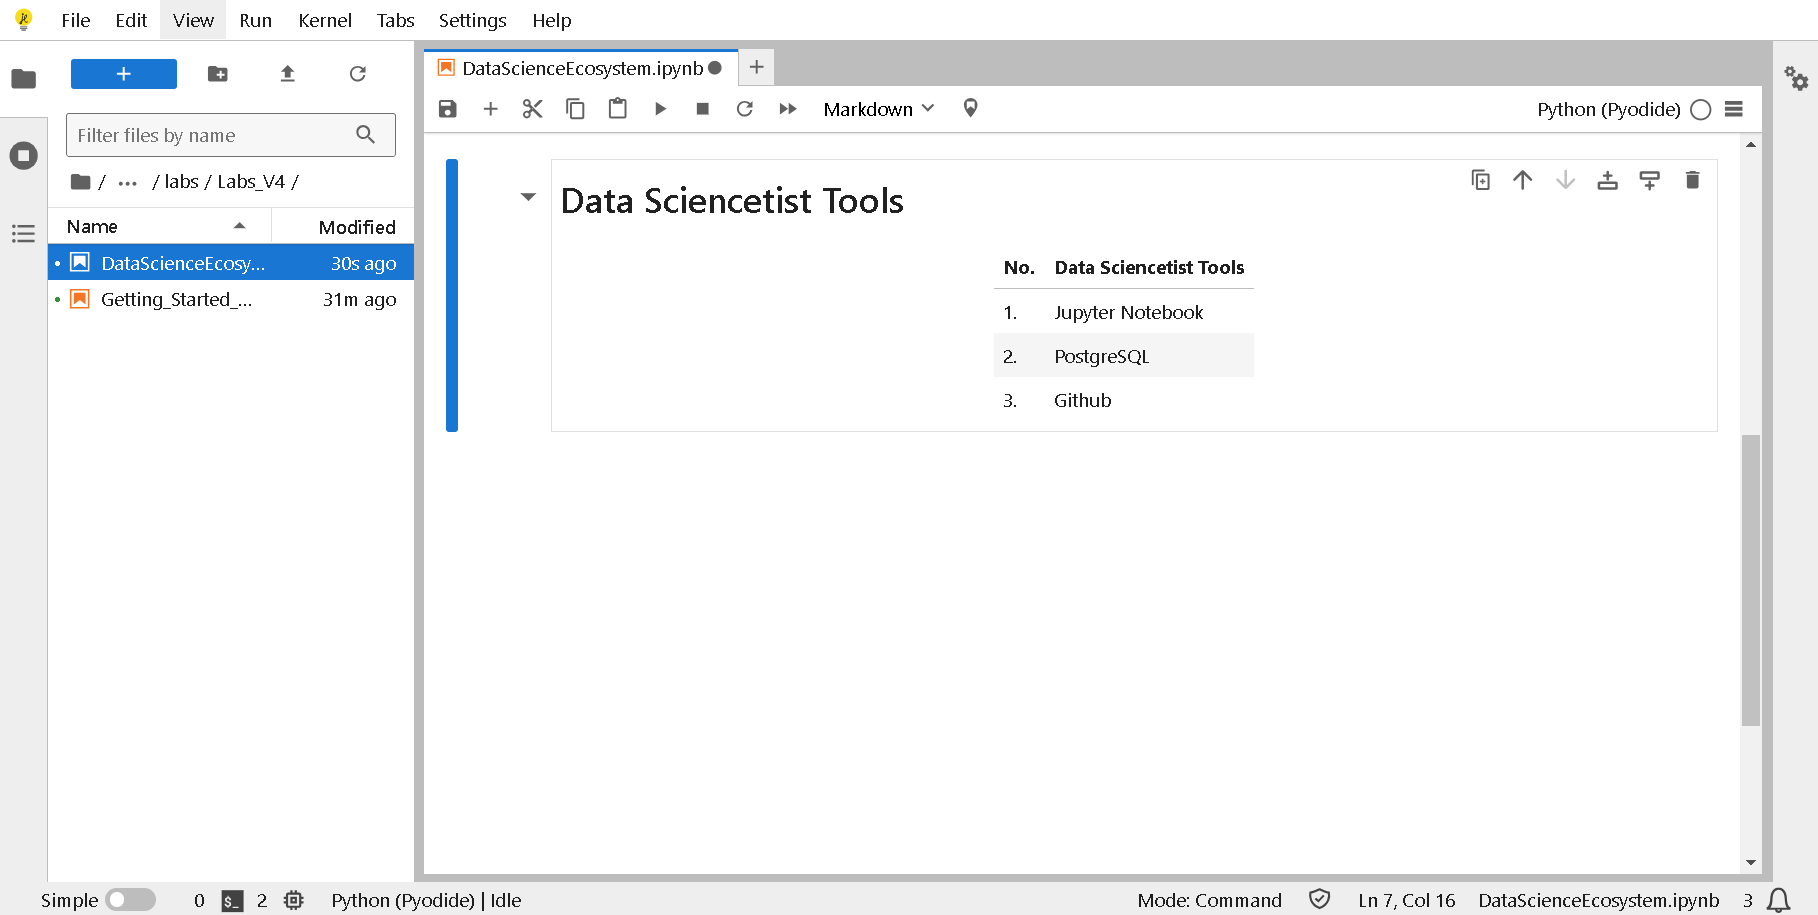 File Edit View Run Kernel Tabs Settings Help
+
DataScienceEcosystem.ipynb
+
Filter files by name
Markdown
Python (Pyodide)
/ ... / labs / Labs_V4 /
Name Modified
DataScienceEcosy... 30s ago
Getting_Started_... 31m ago
Data Sciencetist Tools
No. Data Sciencetist Tools
1. Jupyter Notebook
2. PostgreSQL
3. Github
Simple 0 $_ 2 Python (Pyodide) | Idle Mode: Command Ln 7, Col 16 DataScienceEcosystem.ipynb 3